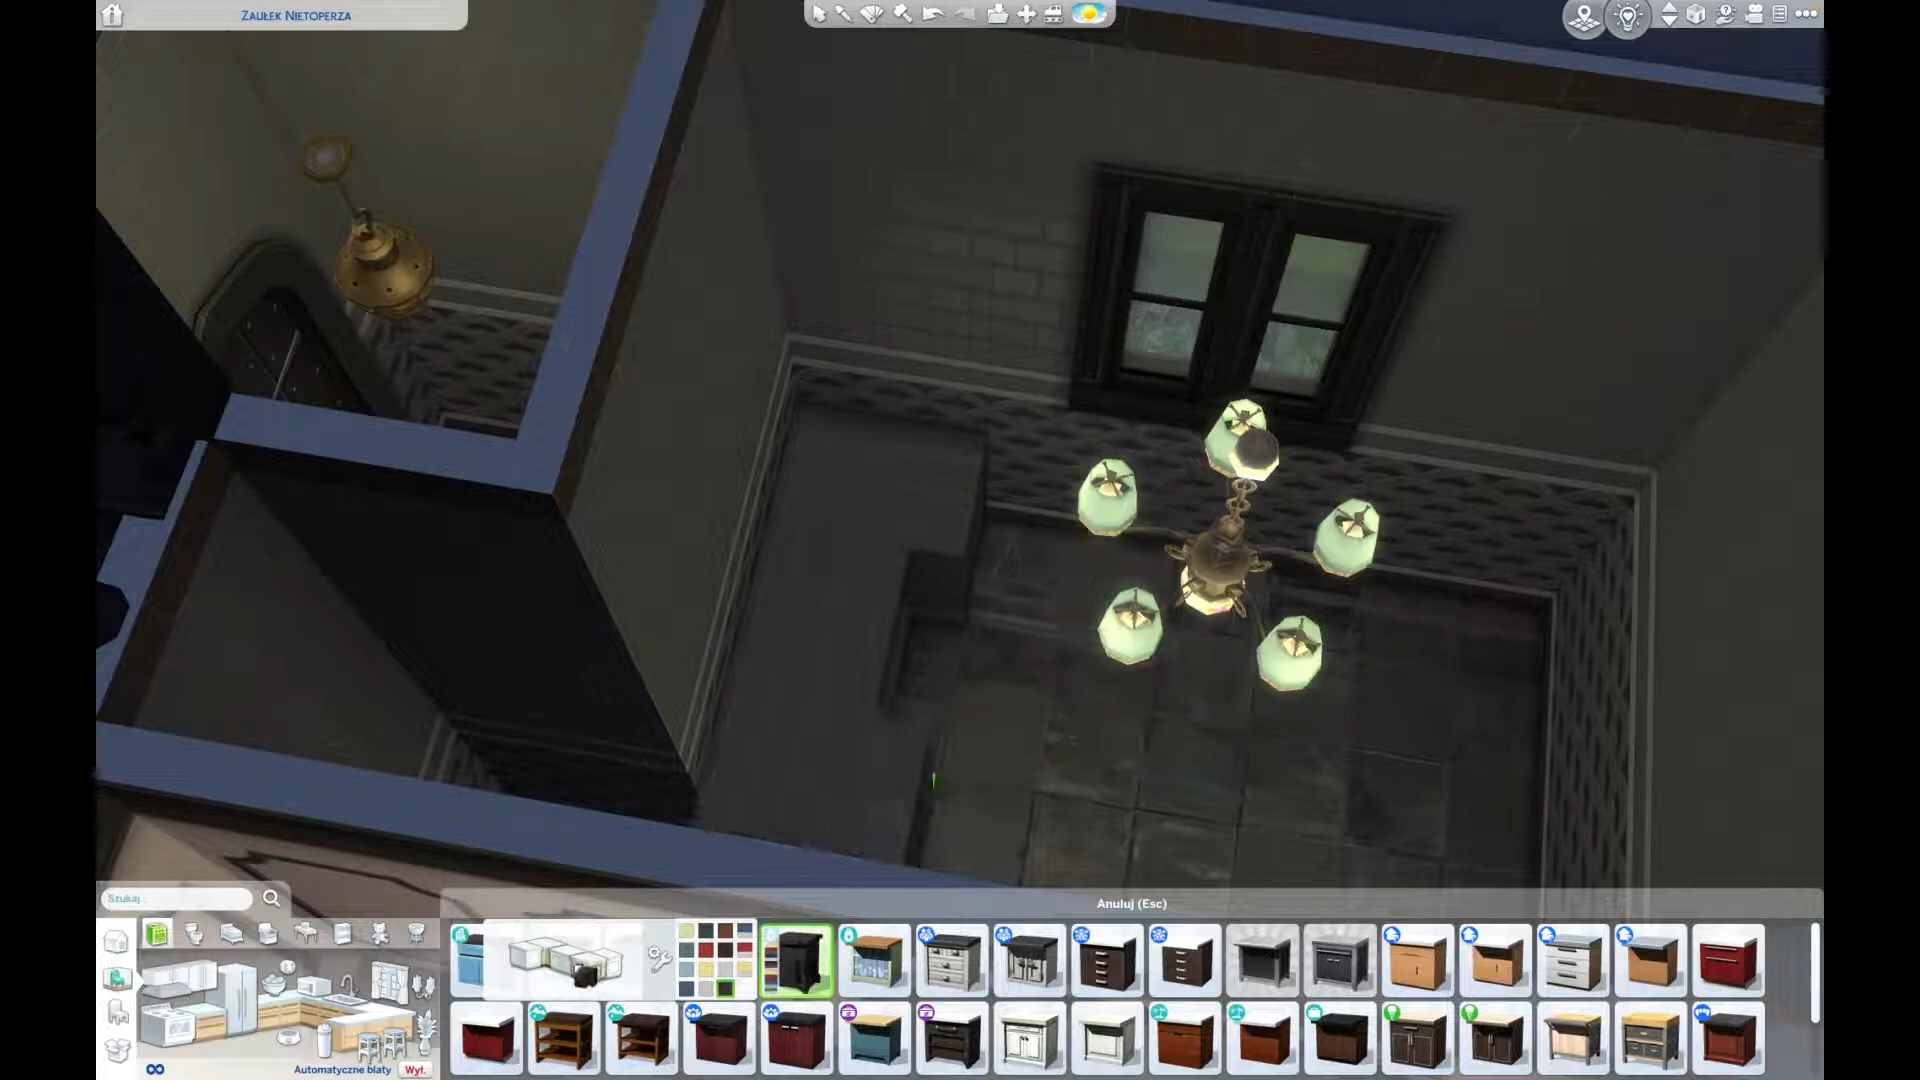 ZAUŁEK NIETOPERZA
Anuluj (Esc)
Szukaj
Automatyczne blaty
Wył.